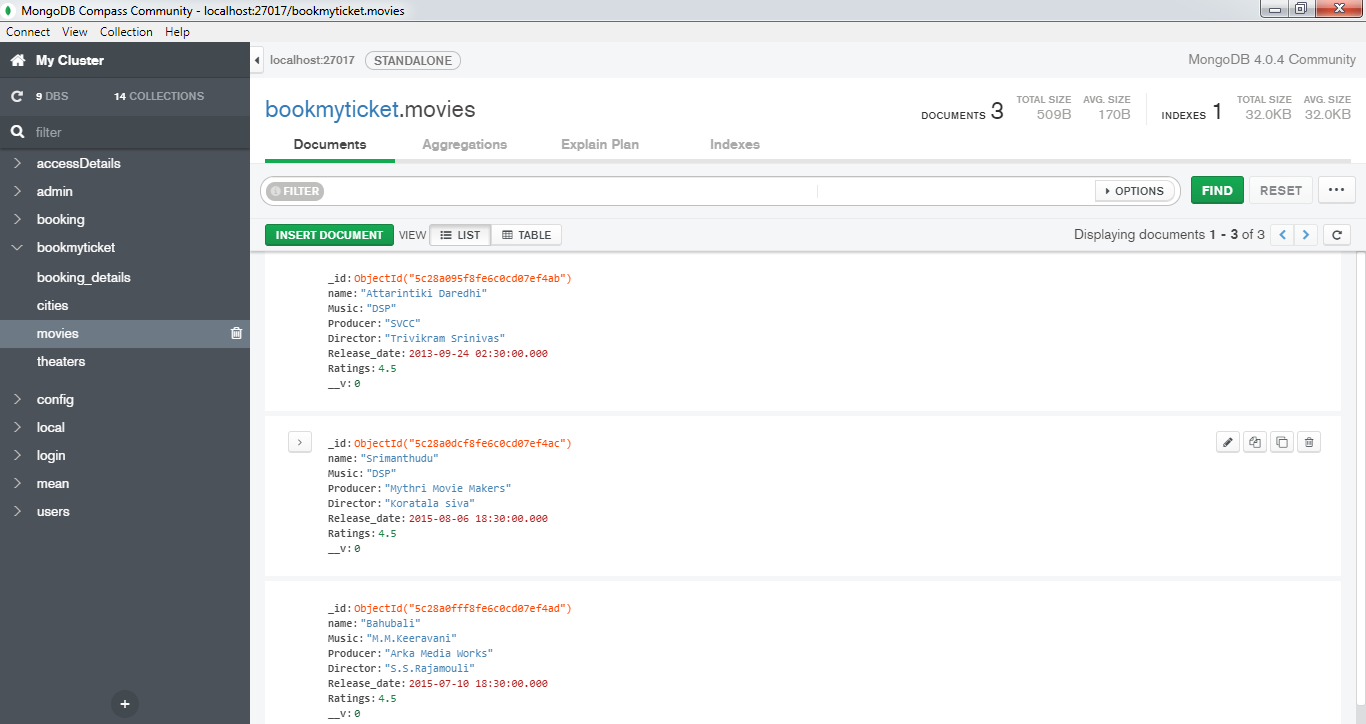 MongoDB Compass Community - localhost:27017/bookmyticket.movies
Connect View Collection Help
My Cluster
9 DBS 14 COLLECTIONS
filter
accessDetails
admin
booking
bookmyticket
booking_details
cities
movies
theaters
config
local
login
mean
users
+
localhost:27017 STANDALONE MongoDB 4.0.4 Community
bookmyticket.movies
DOCUMENTS 3 TOTAL SIZE 509B AVG. SIZE 170B INDEXES 1 TOTAL SIZE 32.0KB AVG. SIZE 32.0KB
Documents Aggregations Explain Plan Indexes
FILTER OPTIONS FIND RESET ...
INSERT DOCUMENT VIEW LIST TABLE Displaying documents 1 - 3 of 3
_id: ObjectId("5c28a095f8fe6c0cd07ef4ab")
name: "Attarintiki Daredhi"
Music: "DSP"
Producer: "SVCC"
Director: "Trivikram Srinivas"
Release_date: 2013-09-24 02:30:00.000
Ratings: 4.5
__v: 0
_id: ObjectId("5c28a0dcf8fe6c0cd07ef4ac")
name: "Srimanthudu"
Music: "DSP"
Producer: "Mythri Movie Makers"
Director: "Koratala siva"
Release_date: 2015-08-06 18:30:00.000
Ratings: 4.5
__v: 0
_id: ObjectId("5c28a0fff8fe6c0cd07ef4ad")
name: "Bahubali"
Music: "M.M.Keeravani"
Producer: "Arka Media Works"
Director: "S.S.Rajamouli"
Release_date: 2015-07-10 18:30:00.000
Ratings: 4.5
__v: 0